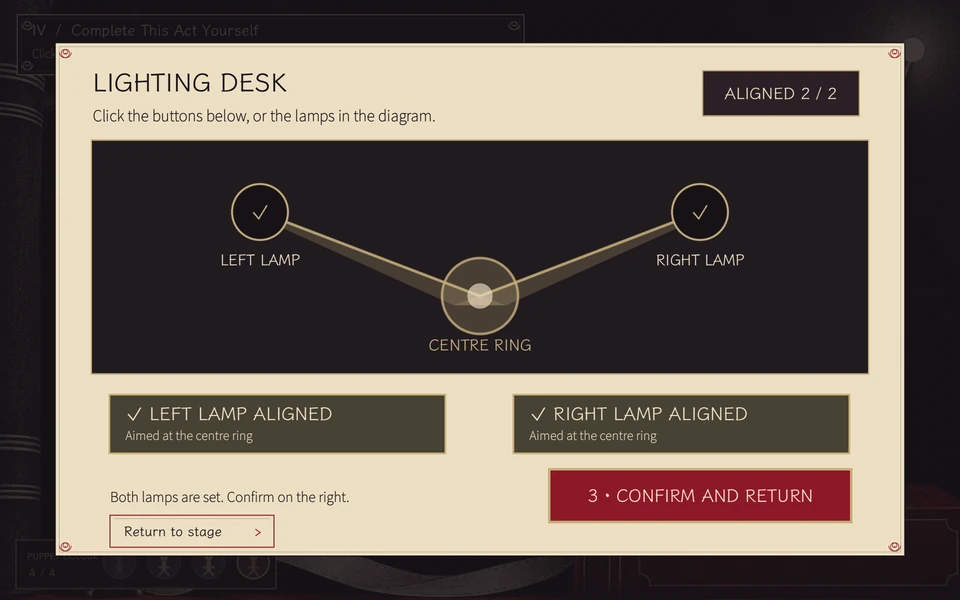 IV / Complete This Act Yourself
Click
LIGHTING DESK
Click the buttons below, or the lamps in the diagram.
ALIGNED 2 / 2
LEFT LAMP
RIGHT LAMP
CENTRE RING
✓ LEFT LAMP ALIGNED
Aimed at the centre ring
✓ RIGHT LAMP ALIGNED
Aimed at the centre ring
Both lamps are set. Confirm on the right.
3 · CONFIRM AND RETURN
Return to stage >
4 / 4